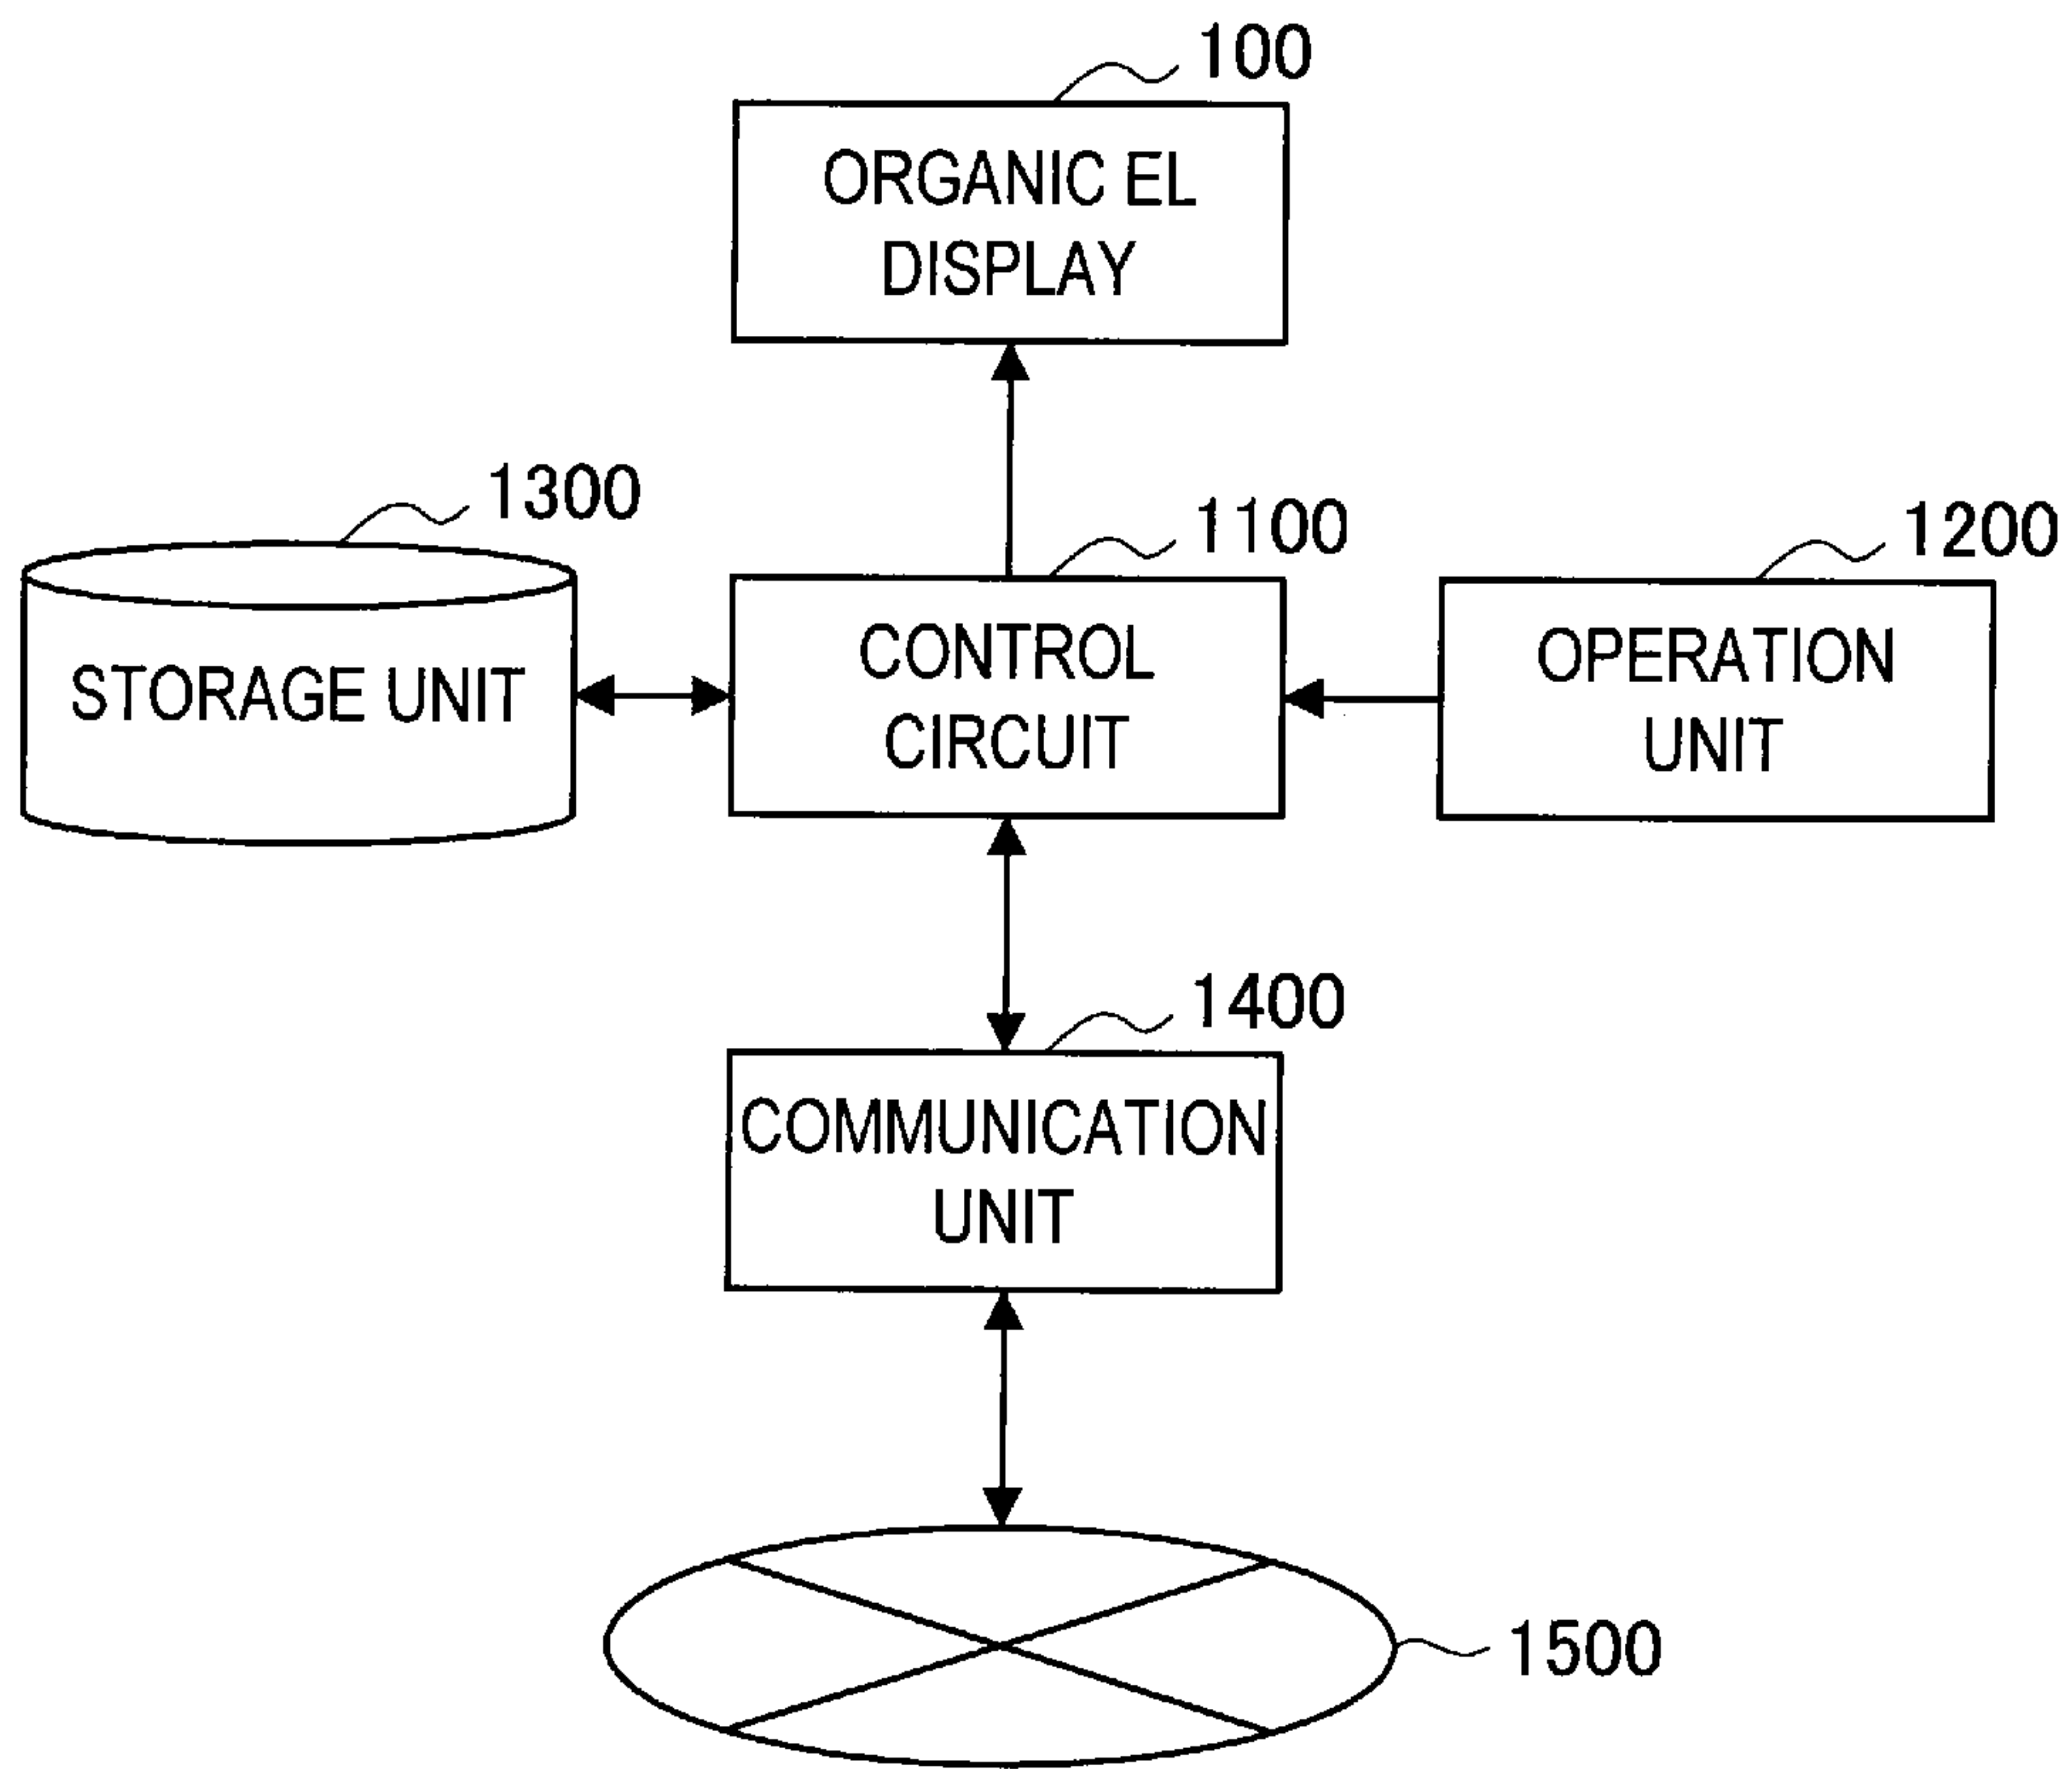 100
ORGANIC EL
DISPLAY
1300
1100
1200
STORAGE UNIT
CONTROL
CIRCUIT
OPERATION
UNIT
1400
COMMUNICATION
UNIT
1500